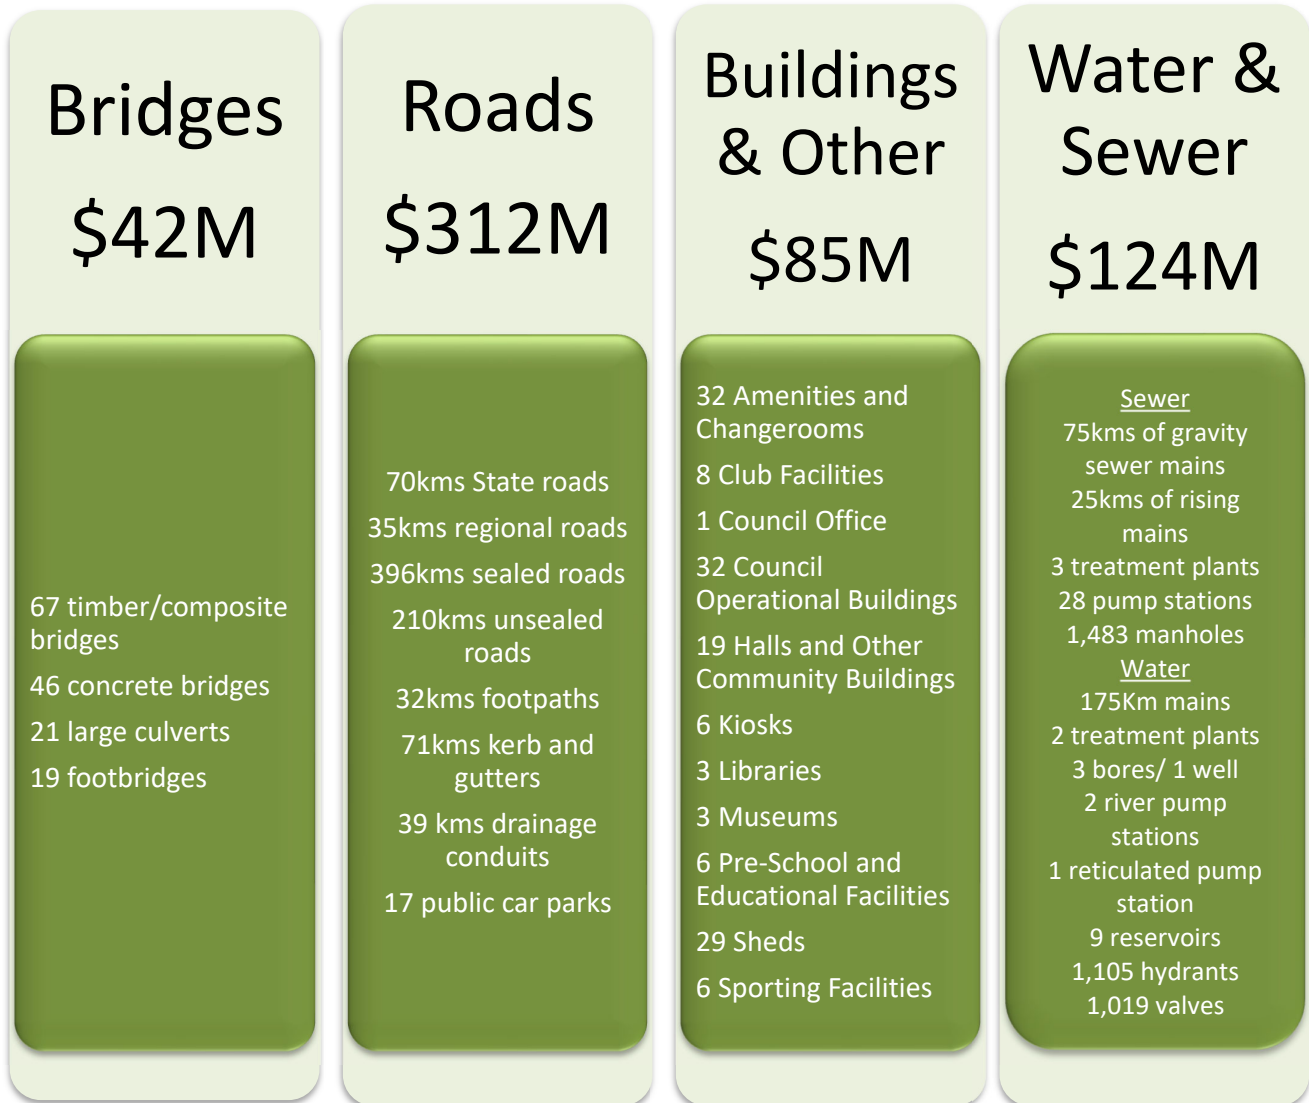 Bridges
$42M
67 timber/composite
bridges
46 concrete bridges
21 large culverts
19 footbridges
Roads
$312M
70kms State roads
35kms regional roads
396kms sealed roads
210kms unsealed
roads
32kms footpaths
71kms kerb and
gutters
39 kms drainage
conduits
17 public car parks
Buildings
& Other
$85M
32 Amenities and
Changerooms
8 Club Facilities
1 Council Office
32 Council
Operational Buildings
19 Halls and Other
Community Buildings
6 Kiosks
3 Libraries
3 Museums
6 Pre-School and
Educational Facilities
29 Sheds
6 Sporting Facilities
Water &
Sewer
$124M
Sewer
75kms of gravity
sewer mains
25kms of rising
mains
3 treatment plants
28 pump stations
1,483 manholes
Water
175Km mains
2 treatment plants
3 bores/ 1 well
2 river pump
stations
1 reticulated pump
station
9 reservoirs
1,105 hydrants
1,019 valves